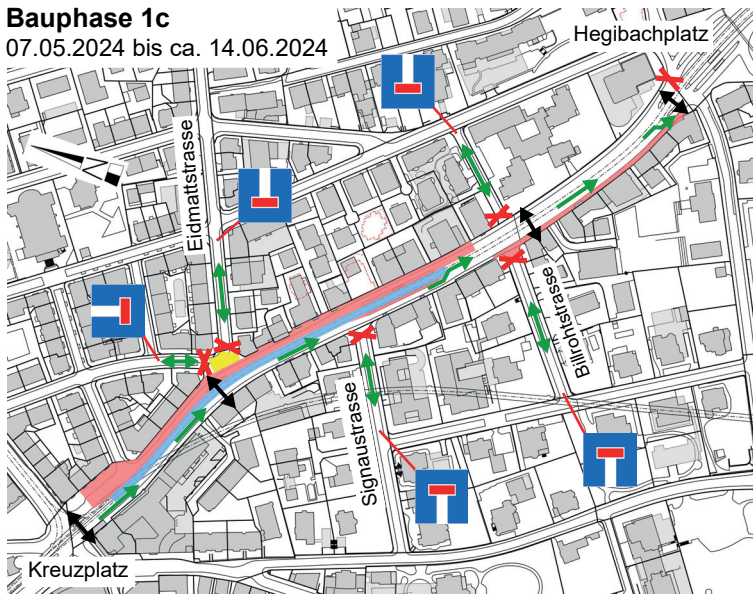 Bauphase 1c
07.05.2024 bis ca. 14.06.2024
Hegibachplatz
Eidmattstrasse
Billrothstrasse
Signaustrasse
Kreuzplatz